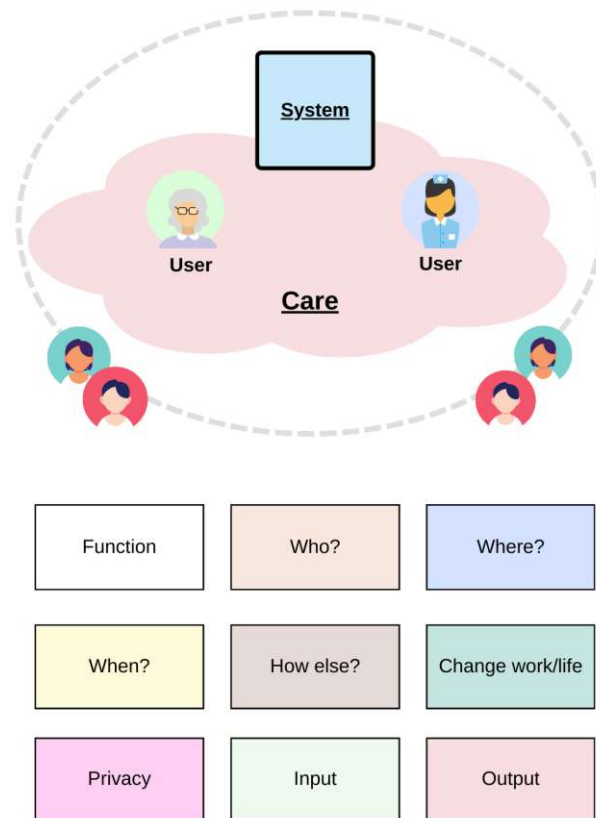 System
User
User
Care
Function
Who?
Where?
When?
How else?
Change work/life
Privacy
Input
Output